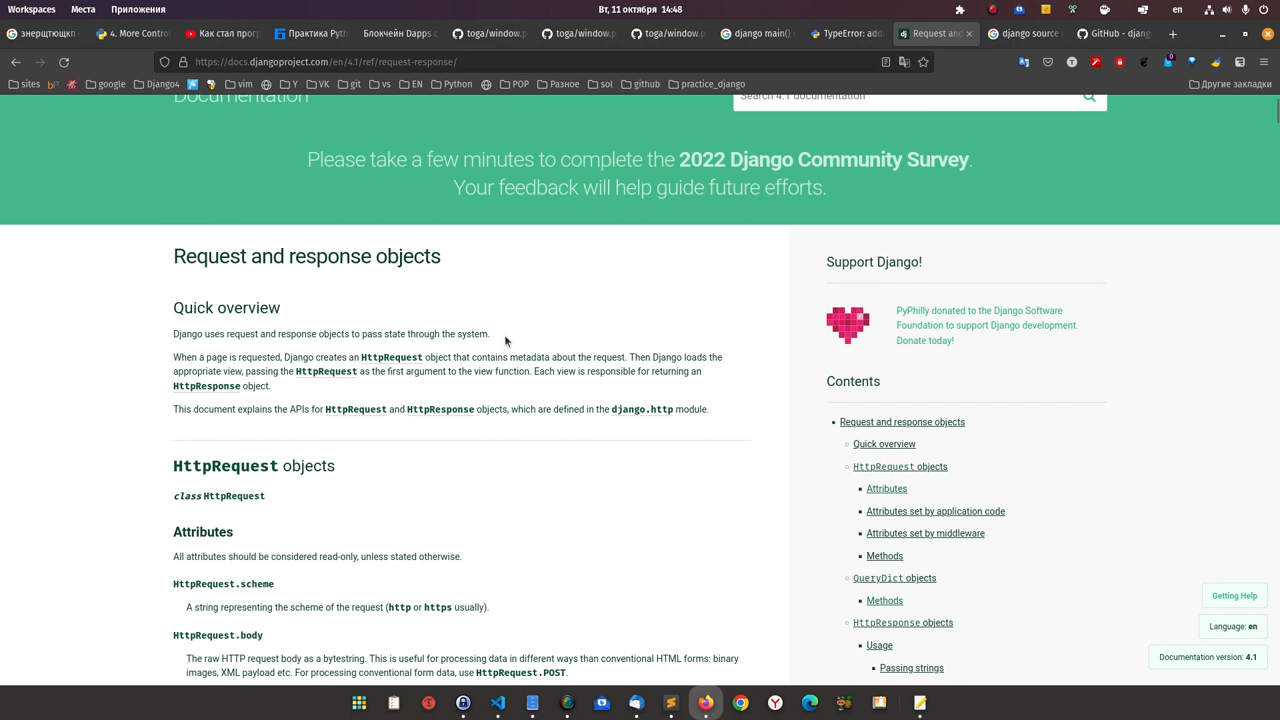 Workspaces Места Приложения Вт, 11 октября 14:48 en
знерщтющкп - 4. More Control Как стал прогр Практика Pyth Блокчейн Dapps с toga/window.p toga/window.p toga/window.p django main() m TypeError: add Request and django source GitHub - djang
https://docs.djangoproject.com/en/4.1/ref/request-response/
sites bP google Django4 vim Y VK git vs EN Python POP Разное sol github practice_django Другие закладки
Documentation Search 4.1 documentation
Please take a few minutes to complete the 2022 Django Community Survey.
Your feedback will help guide future efforts.
Request and response objects
Quick overview
Django uses request and response objects to pass state through the system.
When a page is requested, Django creates an HttpRequest object that contains metadata about the request. Then Django loads the
appropriate view, passing the HttpRequest as the first argument to the view function. Each view is responsible for returning an
HttpResponse object.
This document explains the APIs for HttpRequest and HttpResponse objects, which are defined in the django.http module.
HttpRequest objects
class HttpRequest
Attributes
All attributes should be considered read-only, unless stated otherwise.
HttpRequest.scheme
A string representing the scheme of the request (http or https usually).
HttpRequest.body
The raw HTTP request body as a bytestring. This is useful for processing data in different ways than conventional HTML forms: binary
images, XML payload etc. For processing conventional form data, use HttpRequest.POST.
Support Django!
PyPhilly donated to the Django Software
Foundation to support Django development.
Donate today!
Contents
Request and response objects
Quick overview
HttpRequest objects
Attributes
Attributes set by application code
Attributes set by middleware
Methods
QueryDict objects
Methods
HttpResponse objects
Usage
Passing strings
Getting Help
Language: en
Documentation version: 4.1